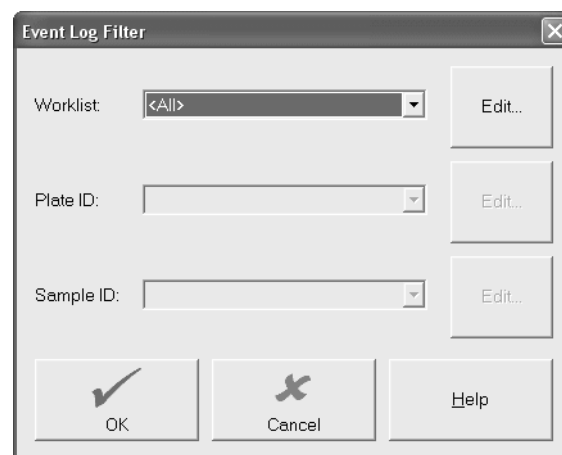 Event Log Filter
Worklist: <All> Edit...
Plate ID: Edit...
Sample ID: Edit...
OK Cancel Help